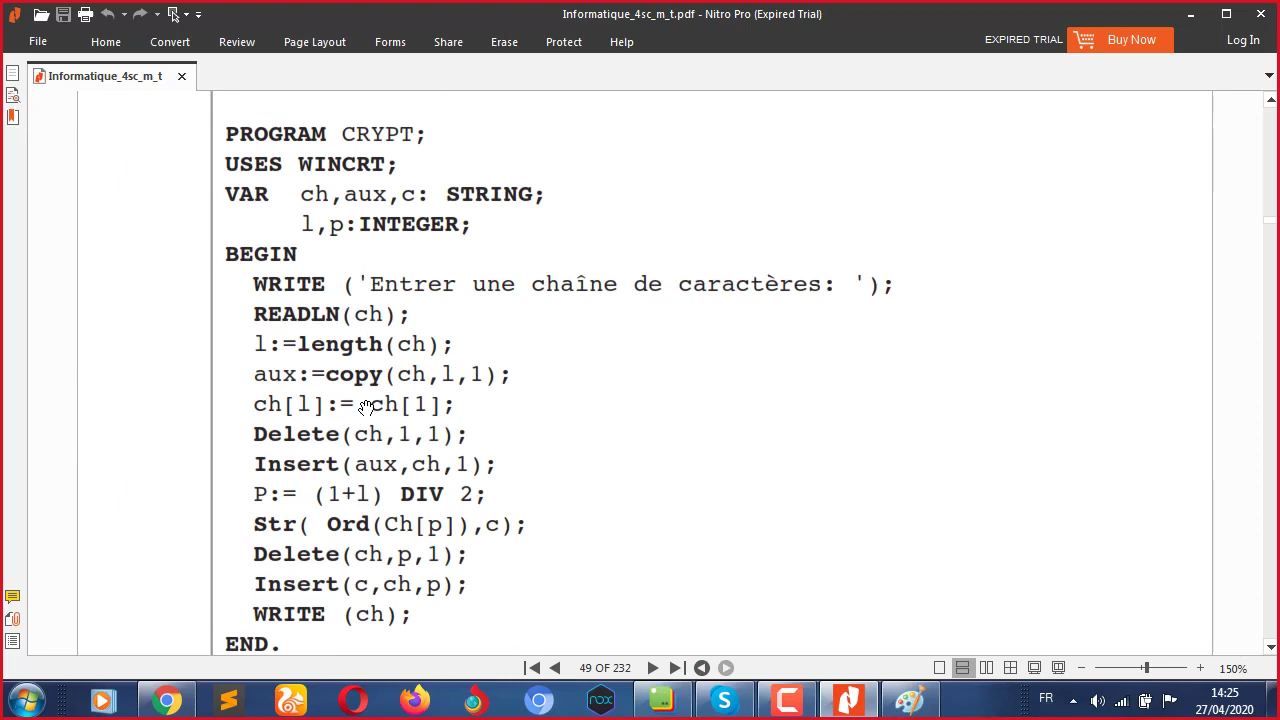 Informatique_4sc_m_t.pdf - Nitro Pro (Expired Trial)
File Home Convert Review Page Layout Forms Share Erase Protect Help EXPIRED TRIAL Buy Now Log In
Informatique_4sc_m_t
PROGRAM CRYPT;
USES WINCRT;
VAR ch,aux,c: STRING;
l,p:INTEGER;
BEGIN
WRITE ('Entrer une chaîne de caractères: ');
READLN(ch);
l:=length(ch);
aux:=copy(ch,l,1);
ch[l]:= ch[1];
Delete(ch,1,1);
Insert(aux,ch,1);
P:= (1+l) DIV 2;
Str( Ord(Ch[p]),c);
Delete(ch,p,1);
Insert(c,ch,p);
WRITE (ch);
END.
49 OF 232 150%
nox FR 14:25
27/04/2020